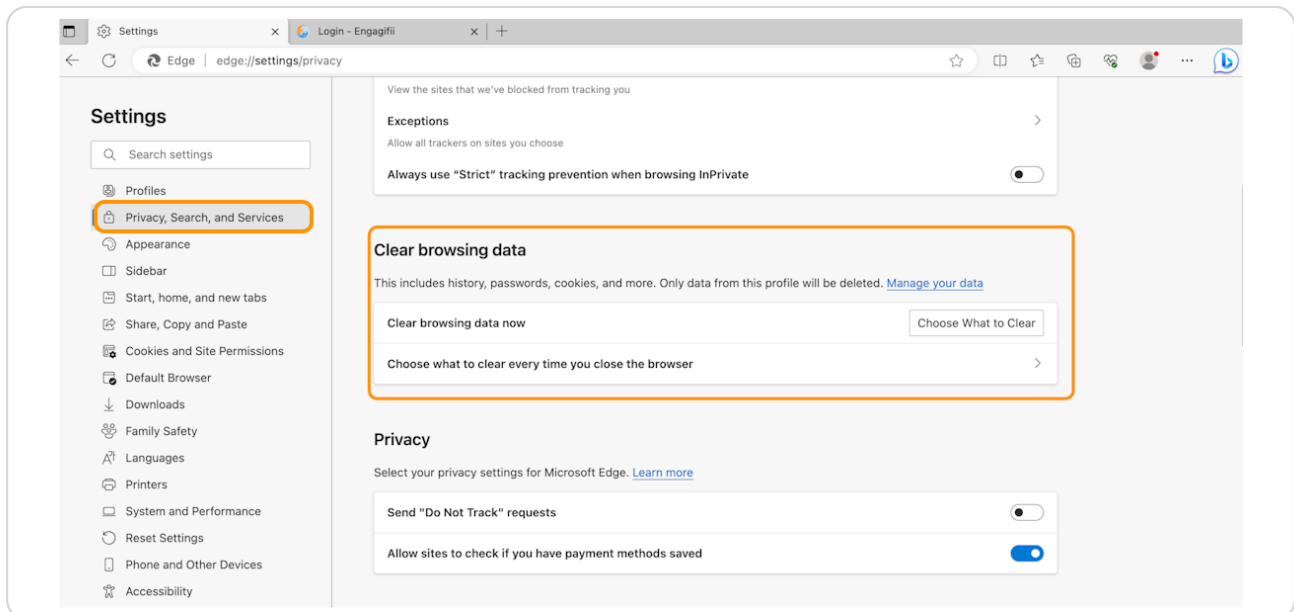 Settings
Login - Engagifii
Edge
edge://settings/privacy
Settings
Search settings
Profiles
Privacy, Search, and Services
Appearance
Sidebar
Start, home, and new tabs
Share, Copy and Paste
Cookies and Site Permissions
Default Browser
Downloads
Family Safety
Languages
Printers
System and Performance
Reset Settings
Phone and Other Devices
Accessibility
View the sites that we've blocked from tracking you
Exceptions
Allow all trackers on sites you choose
Always use “Strict” tracking prevention when browsing InPrivate
Clear browsing data
This includes history, passwords, cookies, and more. Only data from this profile will be deleted. Manage your data
Clear browsing data now
Choose What to Clear
Choose what to clear every time you close the browser
Privacy
Select your privacy settings for Microsoft Edge. Learn more
Send "Do Not Track" requests
Allow sites to check if you have payment methods saved